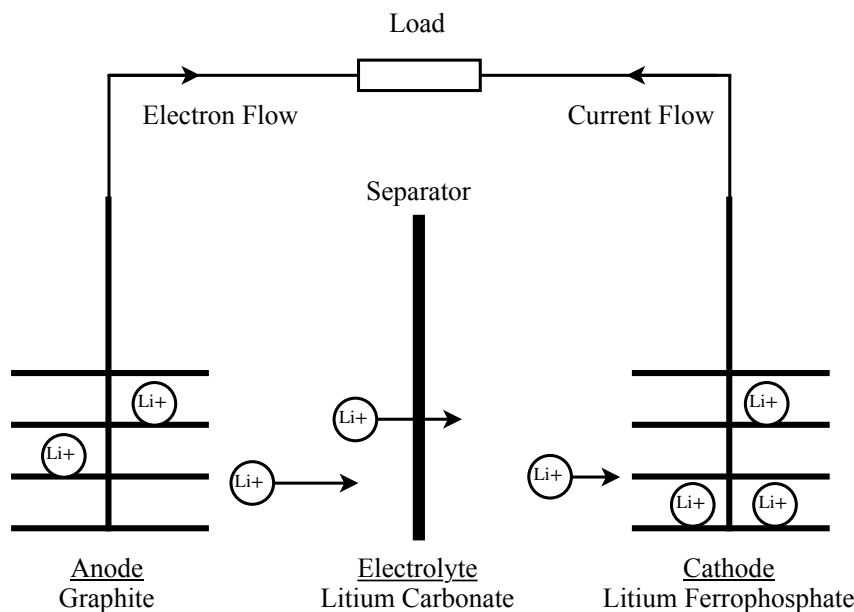 Load
Electron Flow
Current Flow
Separator
Li+
Li+
Li+
Li+
Li+
Li+
Li+
Li+
Anode
Graphite
Electrolyte
Litium Carbonate
Cathode
Litium Ferrophosphate